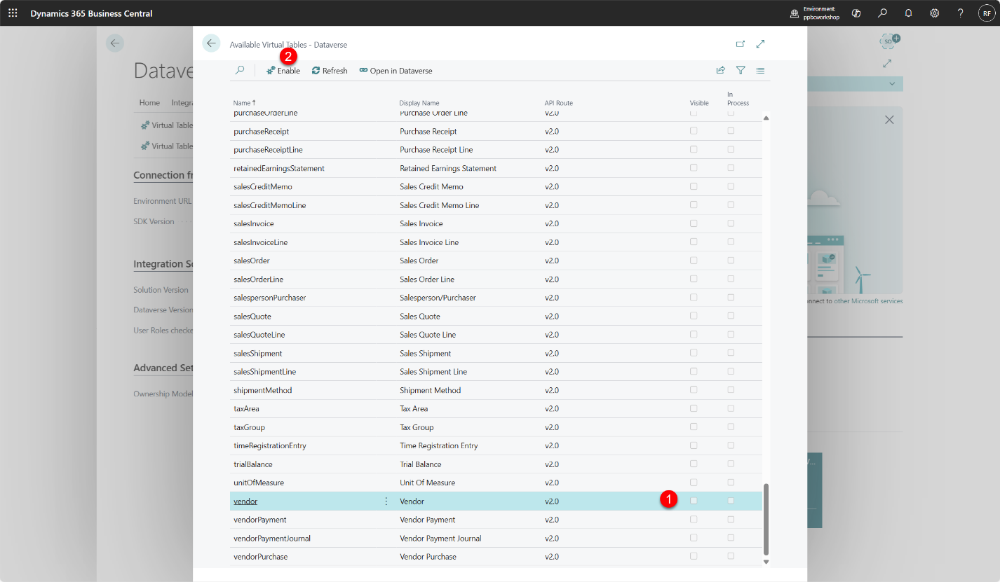 Dynamics 365 Business Central
Environment:
ppbcworkshop
RF
Available Virtual Tables - Dataverse
2
Enable
Refresh
Open in Dataverse
Name ↑ Display Name API Route Visible In Process
purchaseOrderLine Purchase Order Line v2.0
purchaseReceipt Purchase Receipt v2.0
purchaseReceiptLine Purchase Receipt Line v2.0
retainedEarningsStatement Retained Earnings Statement v2.0
salesCreditMemo Sales Credit Memo v2.0
salesCreditMemoLine Sales Credit Memo Line v2.0
salesInvoice Sales Invoice v2.0
salesInvoiceLine Sales Invoice Line v2.0
salesOrder Sales Order v2.0
salesOrderLine Sales Order Line v2.0
salespersonPurchaser Salesperson/Purchaser v2.0
salesQuote Sales Quote v2.0
salesQuoteLine Sales Quote Line v2.0
salesShipment Sales Shipment v2.0
salesShipmentLine Sales Shipment Line v2.0
shipmentMethod Shipment Method v2.0
taxArea Tax Area v2.0
taxGroup Tax Group v2.0
timeRegistrationEntry Time Registration Entry v2.0
trialBalance Trial Balance v2.0
unitOfMeasure Unit Of Measure v2.0
vendor Vendor v2.0 1
vendorPayment Vendor Payment v2.0
vendorPaymentJournal Vendor Payment Journal v2.0
vendorPurchase Vendor Purchase v2.0
Datave
Home Integra
Virtual Table
Virtual Table
Connection fr
Environment URL
SDK Version
Integration Se
Solution Version
Dataverse Version
User Roles checke
Advanced Set
Ownership Model
SO
onnect to other Microsoft services